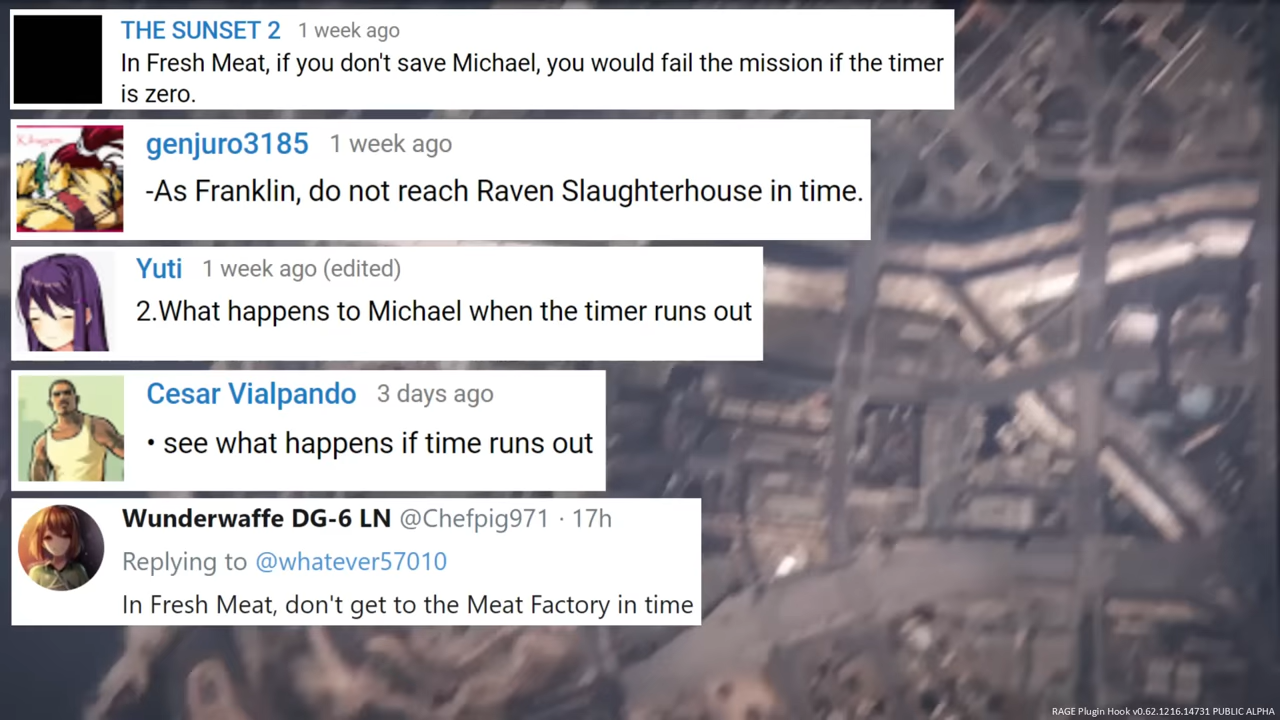 THE SUNSET 2 1 week ago
In Fresh Meat, if you don't save Michael, you would fail the mission if the timer
is zero.
genjuro3185 1 week ago
-As Franklin, do not reach Raven Slaughterhouse in time.
Yuti 1 week ago (edited)
2.What happens to Michael when the timer runs out
Cesar Vialpando 3 days ago
• see what happens if time runs out
Wunderwaffe DG-6 LN @Chefpig971 · 17h
Replying to @whatever57010
In Fresh Meat, don't get to the Meat Factory in time
RAGE Plugin Hook v0.62.1216.14731 PUBLIC ALPHA